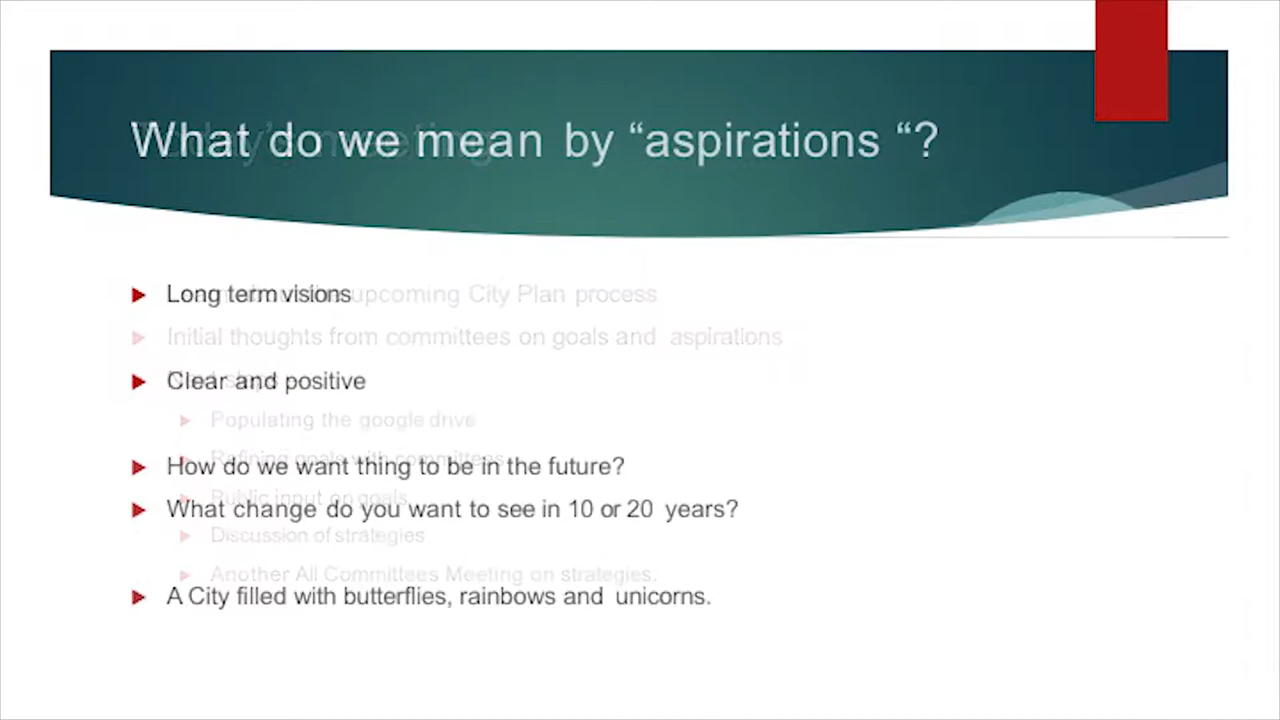 What do we mean by “aspirations “?
Long term visions
upcoming City Plan process
Initial thoughts from committees on goals and aspirations
Clear and positive
Populating the google drive
Refining goals with committees
How do we want thing to be in the future?
Public input on goals
What change do you want to see in 10 or 20 years?
Discussion of strategies
Another All Committees Meeting on strategies.
A City filled with butterflies, rainbows and unicorns.